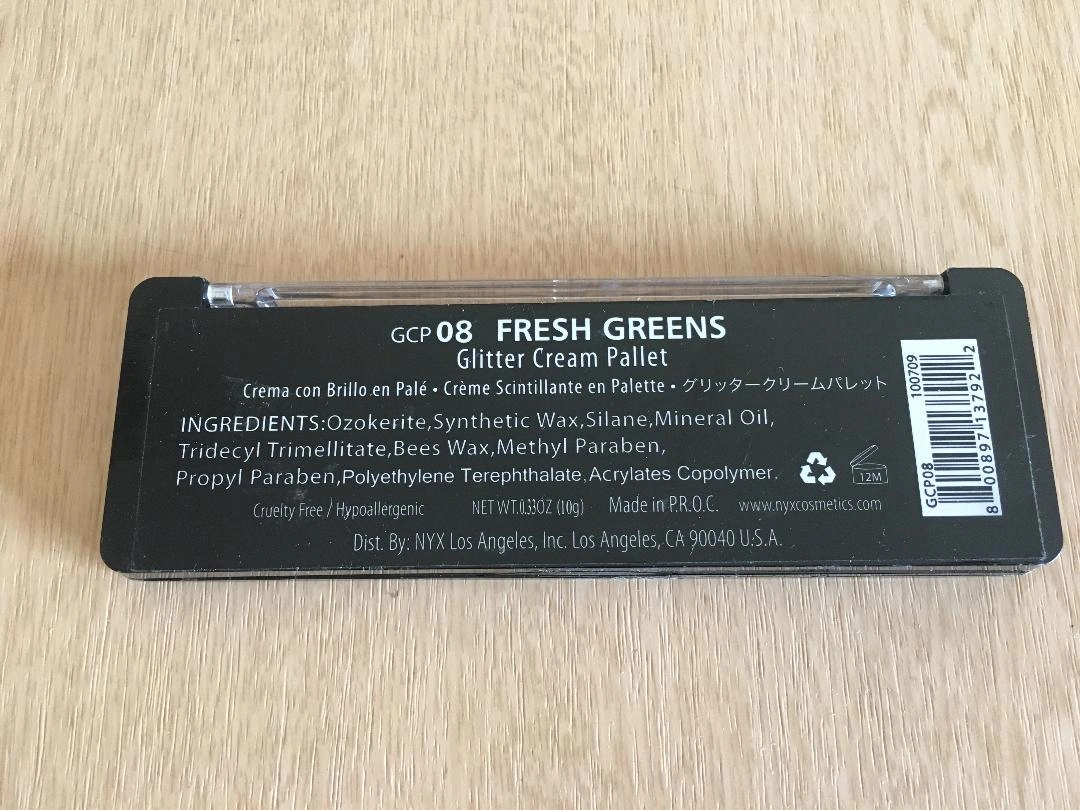 GCP 08 FRESH GREENS
Glitter Cream Pallet
Crema con Brillo en Palé • Crème Scintillante en Palette • グリッタークリームパレット
INGREDIENTS:Ozokerite,Synthetic Wax,Silane,Mineral Oil,
Tridecyl Trimellitate,Bees Wax,Methyl Paraben,
Propyl Paraben,Polyethylene Terephthalate,Acrylates Copolymer.
12M
Cruelty Free / Hypoallergenic NET WT.0.33OZ (10g) Made in P.R.O.C. www.nyxcosmetics.com
Dist. By: NYX Los Angeles, Inc. Los Angeles, CA 90040 U.S.A.
GCP08 100709
8 00897 13792 2